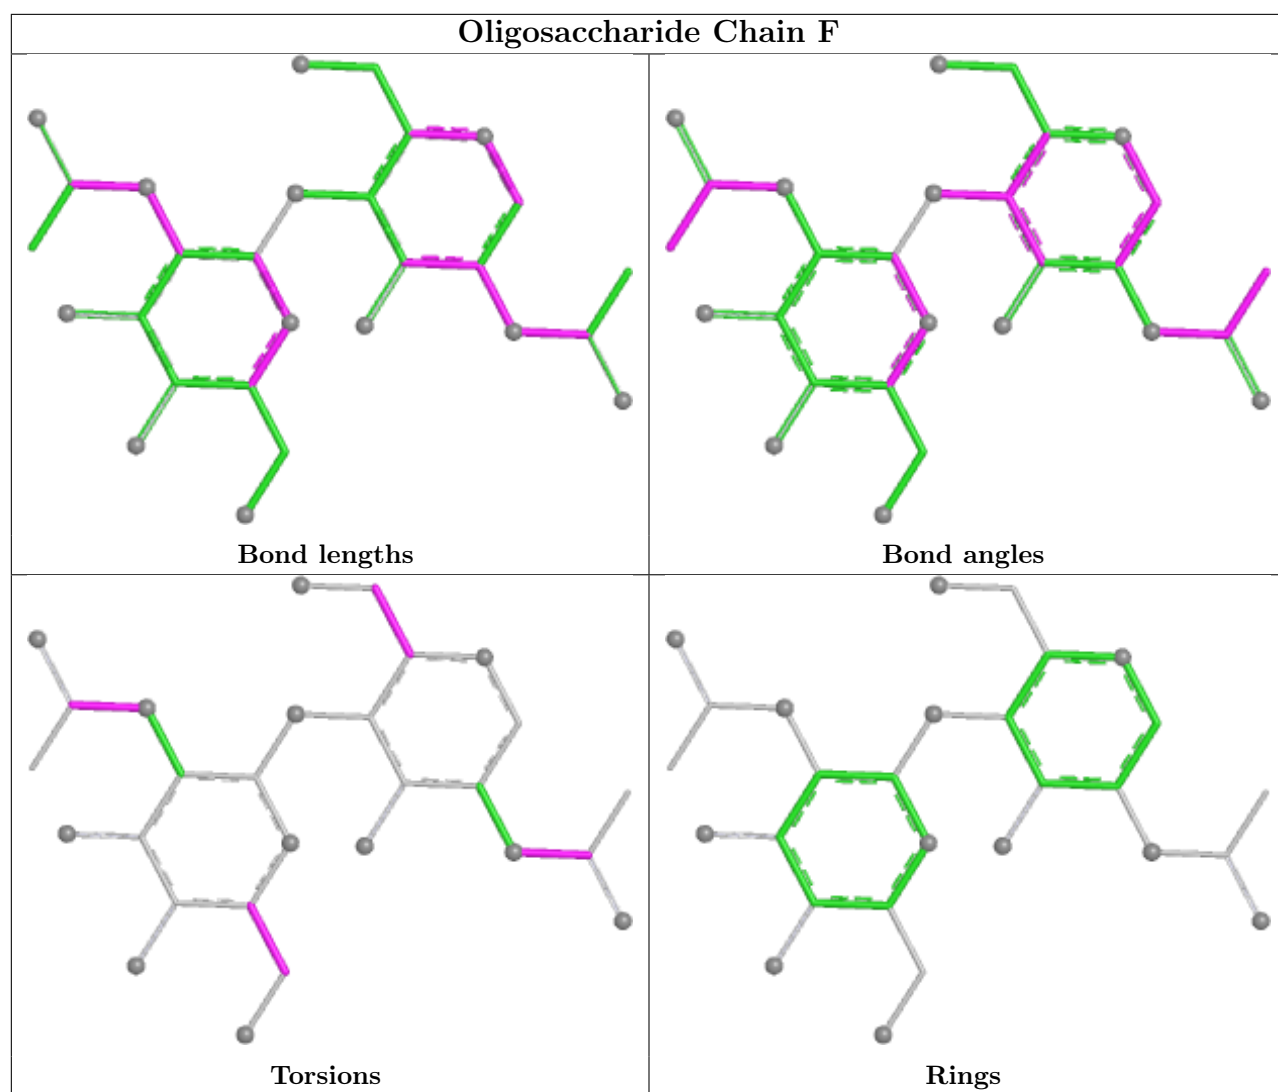 Oligosaccharide Chain F
Bond lengths
Bond angles
Torsions
Rings